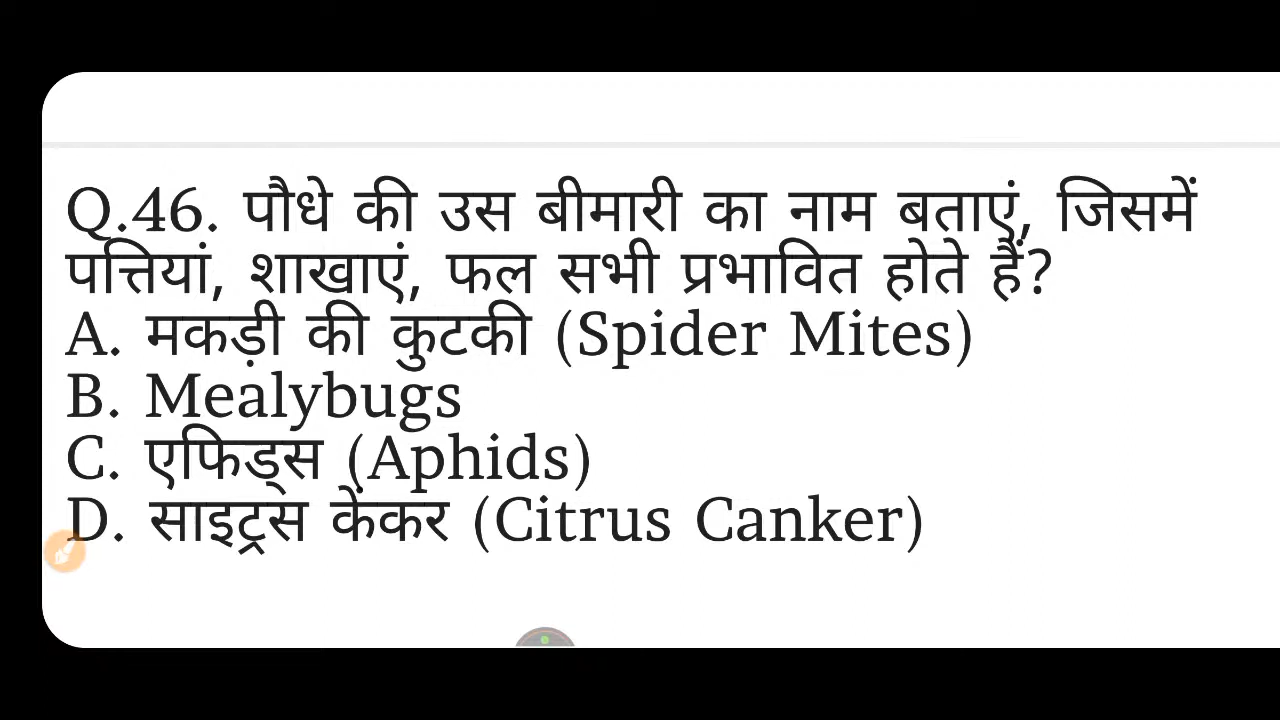 Q.46. पौधे की उस बीमारी का नाम बताएं, जिसमें
पत्तियां, शाखाएं, फल सभी प्रभावित होते हैं?
A. मकड़ी की कुटकी (Spider Mites)
B. Mealybugs
C. एफिड्स (Aphids)
D. साइट्रस केंकर (Citrus Canker)